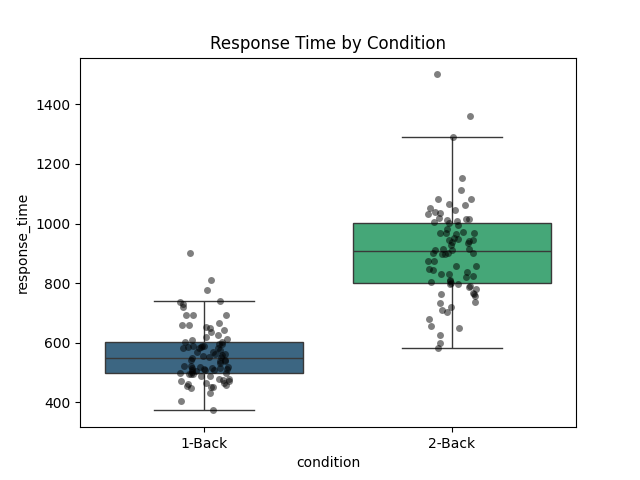 Response Time by Condition
1400
1200
1000
800
600
400
response_time
1-Back
2-Back
condition